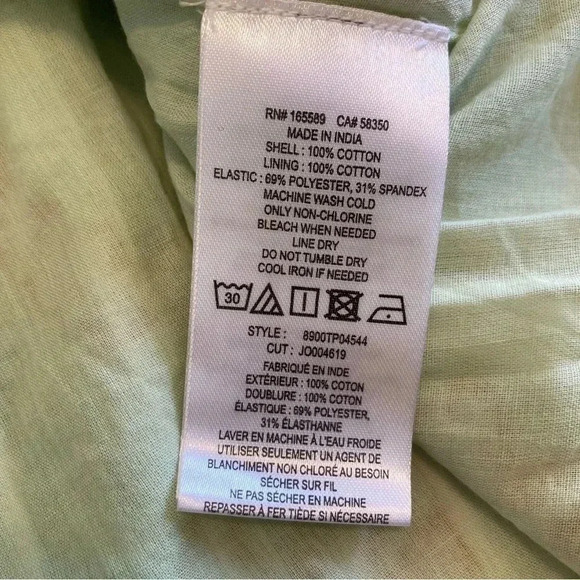 RN# 165589 CA# 58350
MADE IN INDIA
SHELL : 100% COTTON
LINING : 100% COTTON
ELASTIC : 69% POLYESTER, 31% SPANDEX
MACHINE WASH COLD
ONLY NON-CHLORINE
BLEACH WHEN NEEDED
LINE DRY
DO NOT TUMBLE DRY
COOL IRON IF NEEDED
30
STYLE : 8900TP04544
CUT : JO004619
FABRIQUÉ EN INDE
EXTÉRIEUR : 100% COTON
DOUBLURE : 100% COTON
ÉLASTIQUE : 69% POLYESTER,
31% ÉLASTHANNE
LAVER EN MACHINE À L'EAU FROIDE
UTILISER SEULEMENT UN AGENT DE
BLANCHIMENT NON CHLORÉ AU BESOIN
SÉCHER SUR FIL
NE PAS SÉCHER EN MACHINE
REPASSER À FER TIÈDE SI NÉCESSAIRE